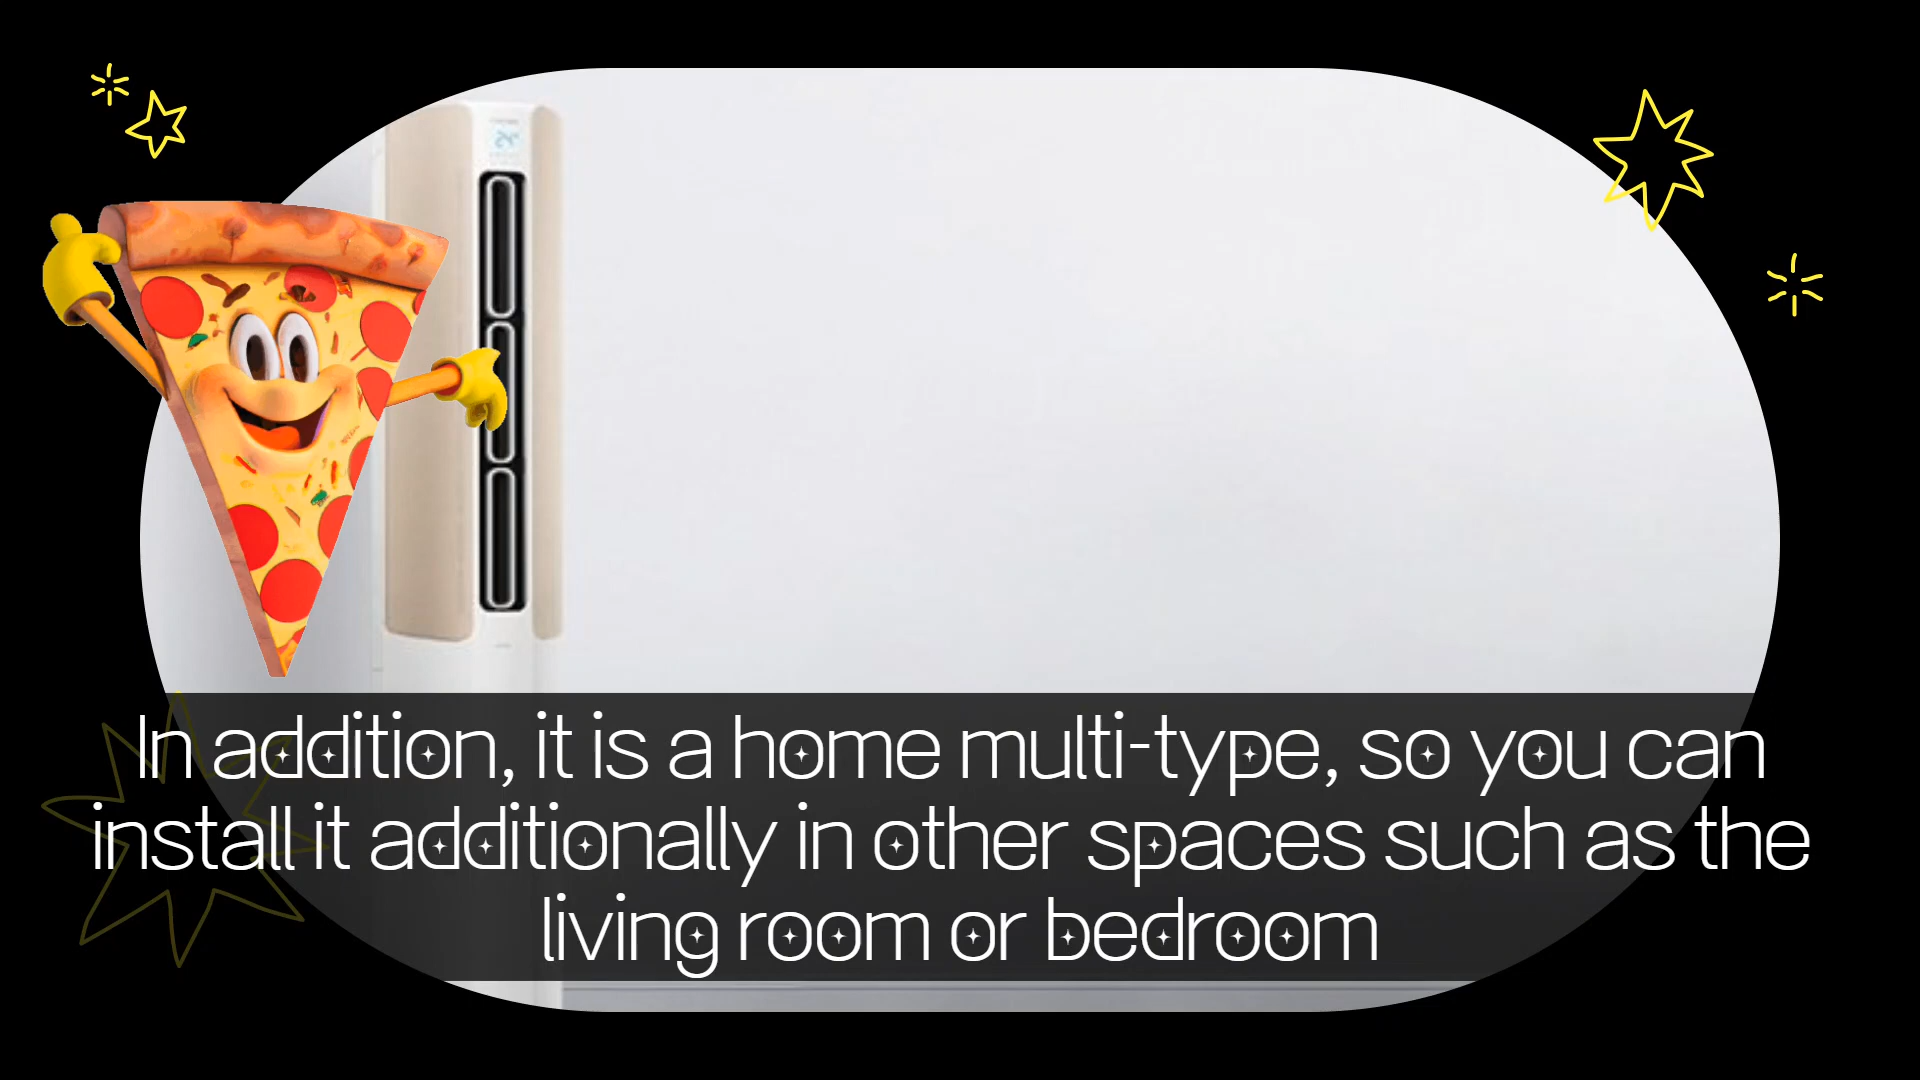 In addition, it is a home multi-type, so you can
install it additionally in other spaces such as the
living room or bedroom